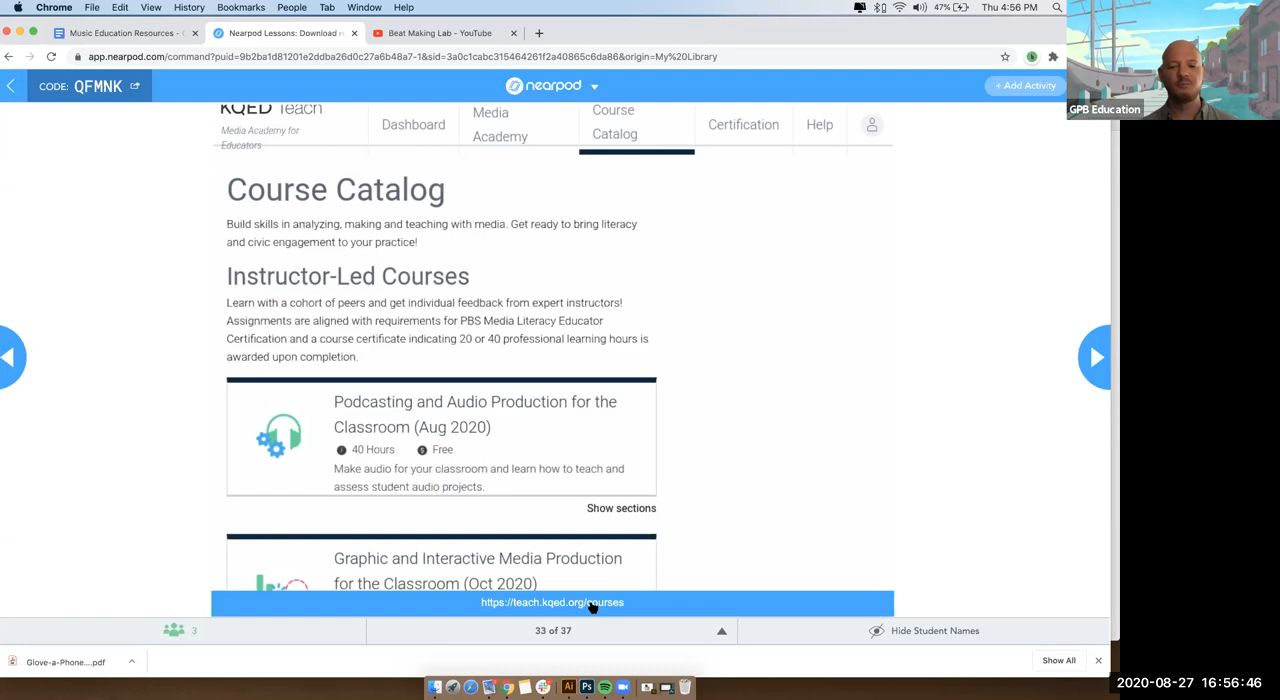 Chrome File Edit View History Bookmarks People Tab Window Help 47% Thu 4:56 PM
Music Education Resources - G × Nearpod Lessons: Download r × Beat Making Lab - YouTube × +
app.nearpod.com/command?puid=9b2ba1d81201e2ddba26d0c27a6b48a7-1&sid=3a0c1cabc315464261f2a40865c6da86&origin=My%20Library
CODE: QFMNK nearpod + Add Activity
GPB Education
KQED Teach
Media Academy for
Educators
Dashboard
Media
Academy
Course
Catalog
Certification
Help
Course Catalog
Build skills in analyzing, making and teaching with media. Get ready to bring literacy
and civic engagement to your practice!
Instructor-Led Courses
Learn with a cohort of peers and get individual feedback from expert instructors!
Assignments are aligned with requirements for PBS Media Literacy Educator
Certification and a course certificate indicating 20 or 40 professional learning hours is
awarded upon completion.
Podcasting and Audio Production for the
Classroom (Aug 2020)
40 Hours $ Free
Make audio for your classroom and learn how to teach and
assess student audio projects.
Show sections
Graphic and Interactive Media Production
for the Classroom (Oct 2020)
https://teach.kqed.org/courses
3 33 of 37 Hide Student Names
Glove-a-Phone....pdf Show All ×
Ai Ps
2020-08-27 16:56:46